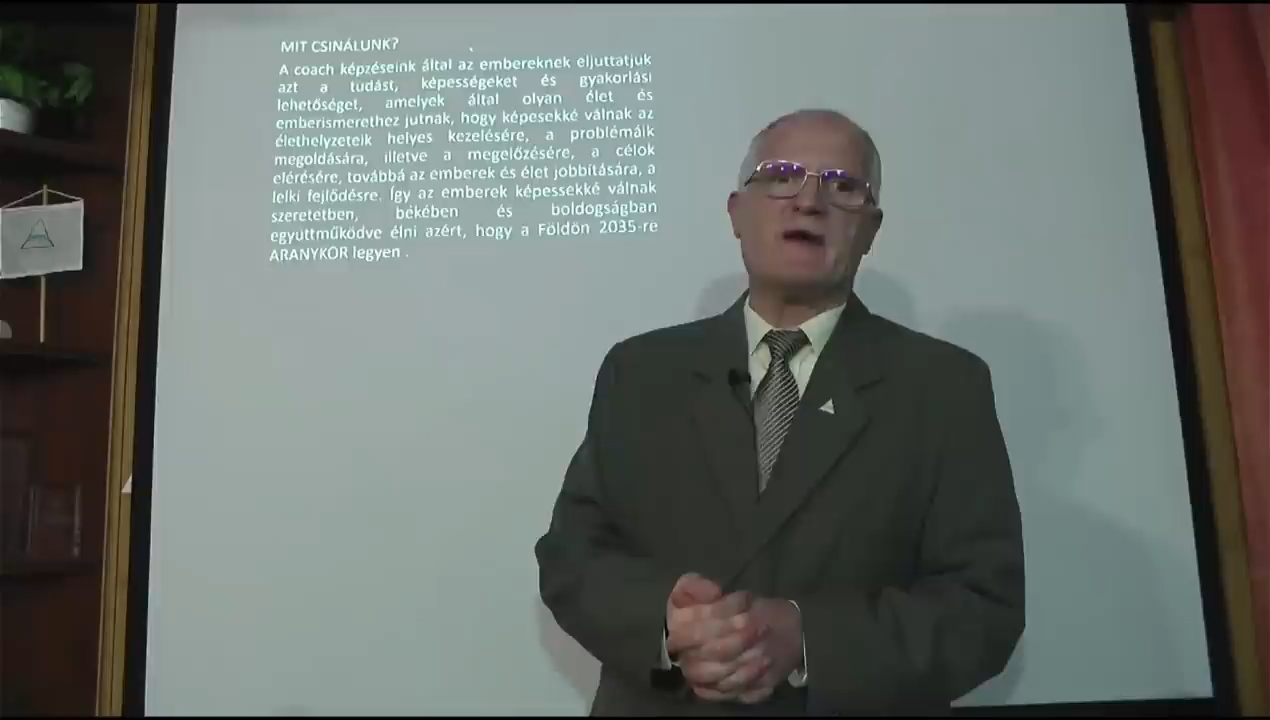 MIT CSINÁLUNK?
A coach képzéseink által az embereknek eljuttatjuk
azt a tudást, képességeket és gyakorlási
lehetőséget, amelyek által olyan élet és
emberismerethez jutnak, hogy képesekké válnak az
élethelyzeteik helyes kezelésére, a problémáik
megoldására, illetve a megelőzésére, a célok
elérésére, továbbá az emberek és élet jobbítására, a
lelki fejlődésre. Így az emberek képessekké válnak
szeretetben, békében és boldogságban
együttműködve élni azért, hogy a Földön 2035-re
ARANYKOR legyen .